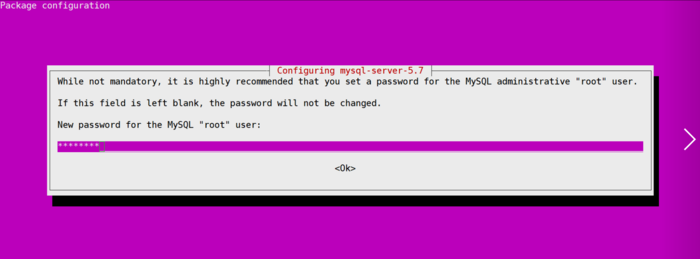 Package configuration
Configuring mysql-server-5.7
While not mandatory, it is highly recommended that you set a password for the MySQL administrative "root" user.
If this field is left blank, the password will not be changed.
New password for the MySQL "root" user:
********
<Ok>